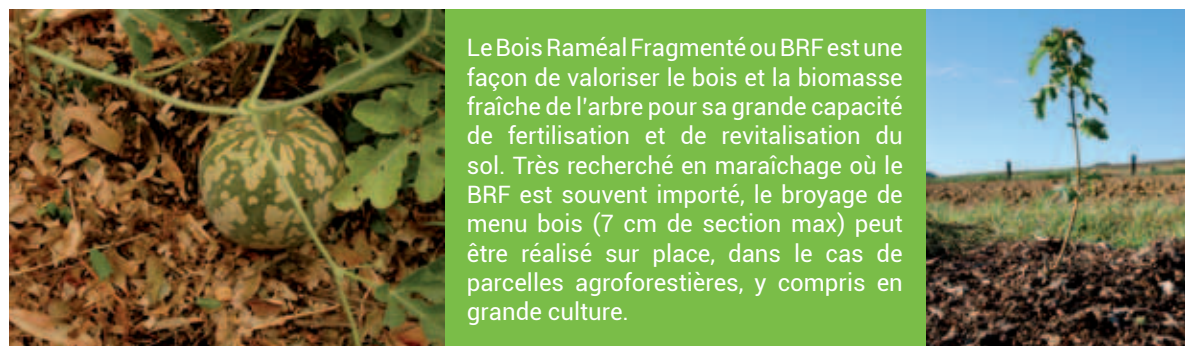 Le Bois Raméal Fragmenté ou BRF est une
façon de valoriser le bois et la biomasse
fraîche de l'arbre pour sa grande capacité
de fertilisation et de revitalisation du
sol. Très recherché en maraîchage où le
BRF est souvent importé, le broyage de
menu bois (7 cm de section max) peut
être réalisé sur place, dans le cas de
parcelles agroforestières, y compris en
grande culture.